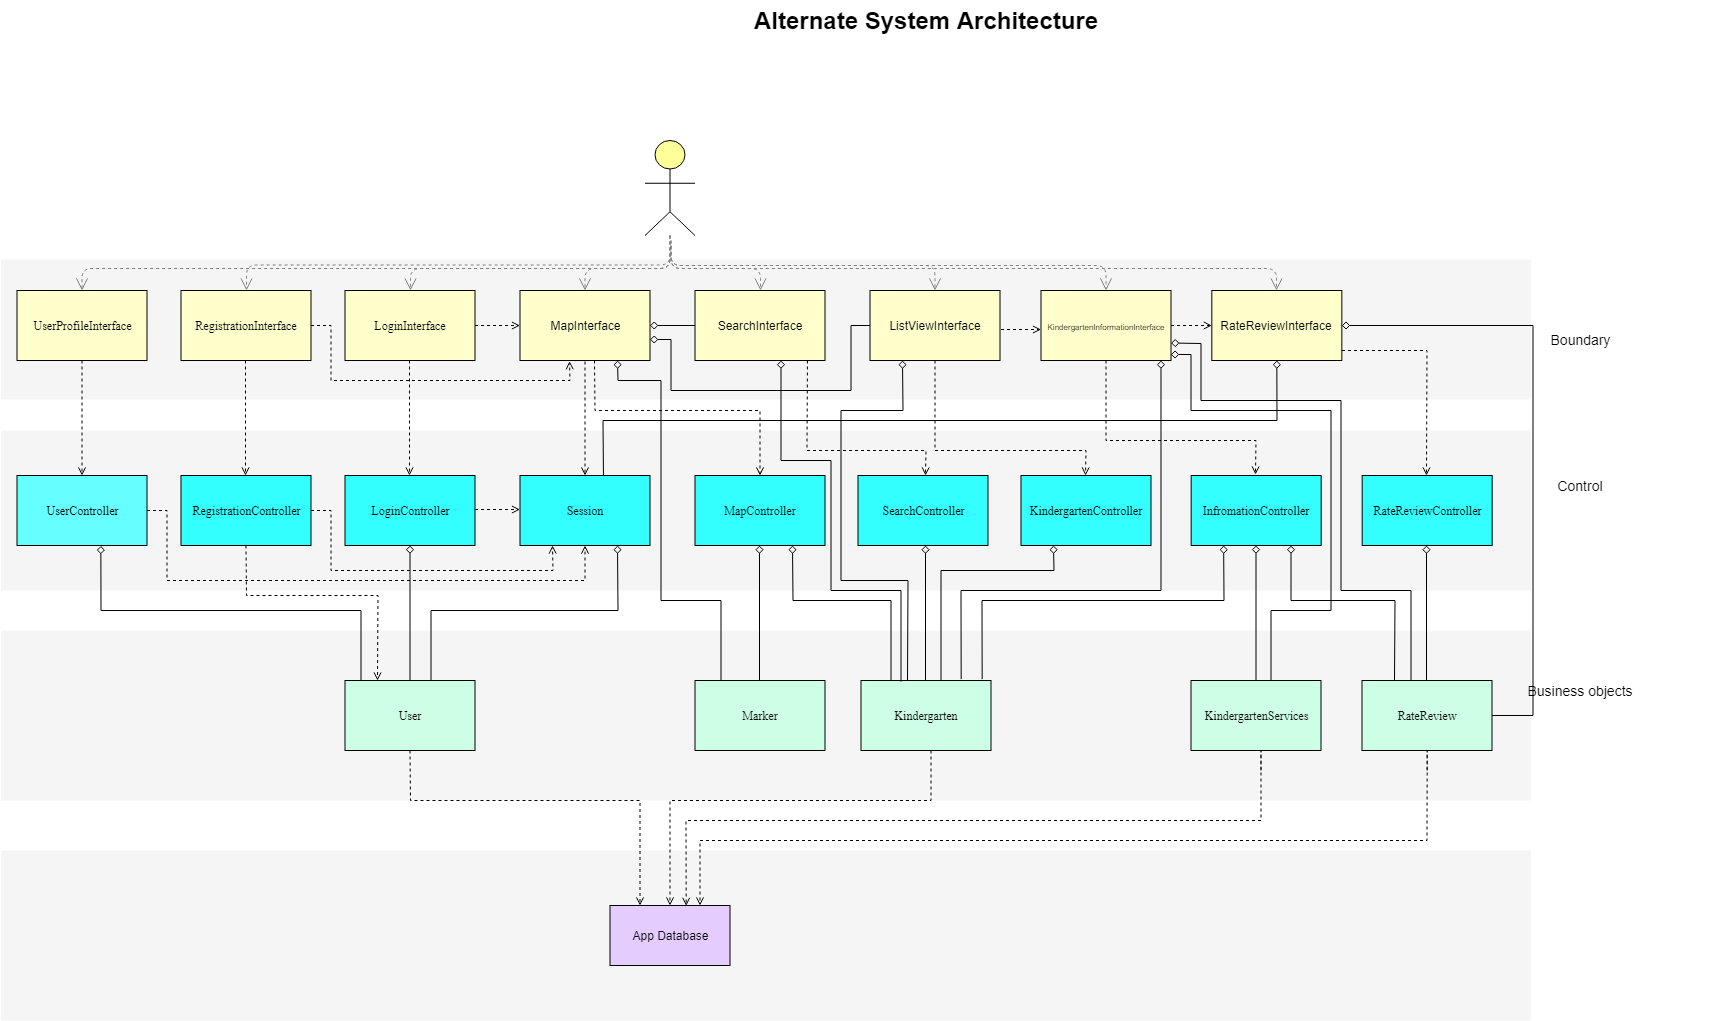 Alternate System Architecture
UserProfileInterface
RegistrationInterface
LoginInterface
MapInterface
SearchInterface
ListViewInterface
KindergartenInformationInterface
RateReviewInterface
Boundary
UserController
RegistrationController
LoginController
Session
MapController
SearchController
KindergartenController
InfromationController
RateReviewController
Control
User
Marker
Kindergarten
KindergartenServices
RateReview
Business objects
App Database